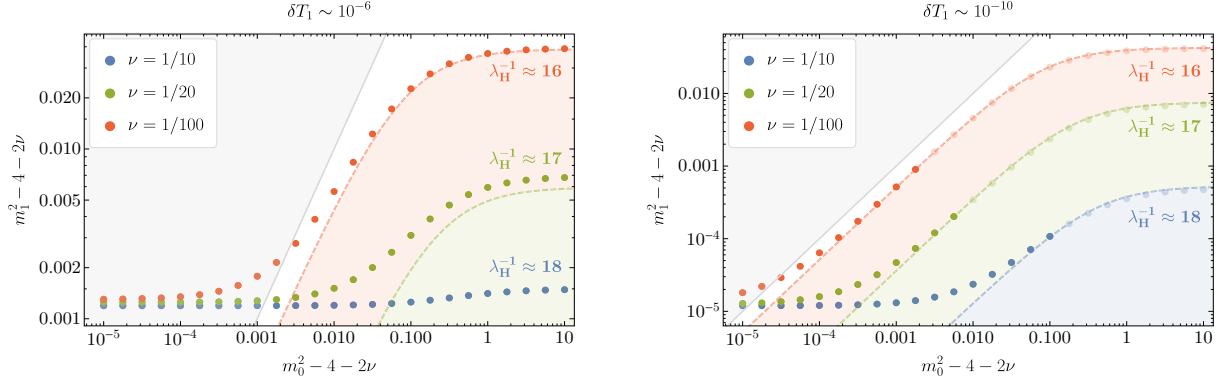 δT₁ ∼ 10⁻⁶
m₁² − 4 − 2ν
0.020
0.010
0.005
0.002
0.001
ν = 1/10
ν = 1/20
ν = 1/100
λ_H⁻¹ ≈ 16
λ_H⁻¹ ≈ 17
λ_H⁻¹ ≈ 18
10⁻⁵ 10⁻⁴ 0.001 0.010 0.100 1 10
m₀² − 4 − 2ν
δT₁ ∼ 10⁻¹⁰
m₁² − 4 − 2ν
0.010
0.001
10⁻⁴
10⁻⁵
ν = 1/10
ν = 1/20
ν = 1/100
λ_H⁻¹ ≈ 16
λ_H⁻¹ ≈ 17
λ_H⁻¹ ≈ 18
10⁻⁵ 10⁻⁴ 0.001 0.010 0.100 1 10
m₀² − 4 − 2ν